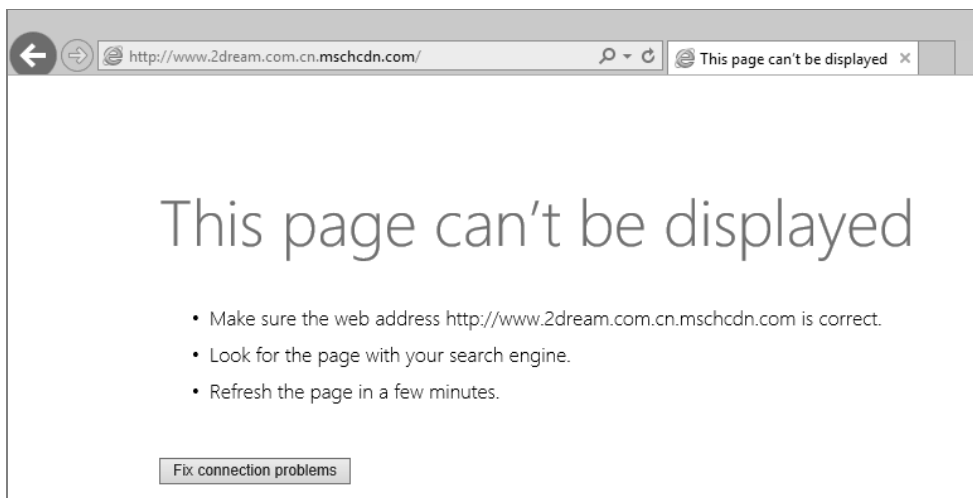 http://www.2dream.com.cn.mschcdn.com/
This page can't be displayed
This page can't be displayed
• Make sure the web address http://www.2dream.com.cn.mschcdn.com is correct.
• Look for the page with your search engine.
• Refresh the page in a few minutes.
Fix connection problems